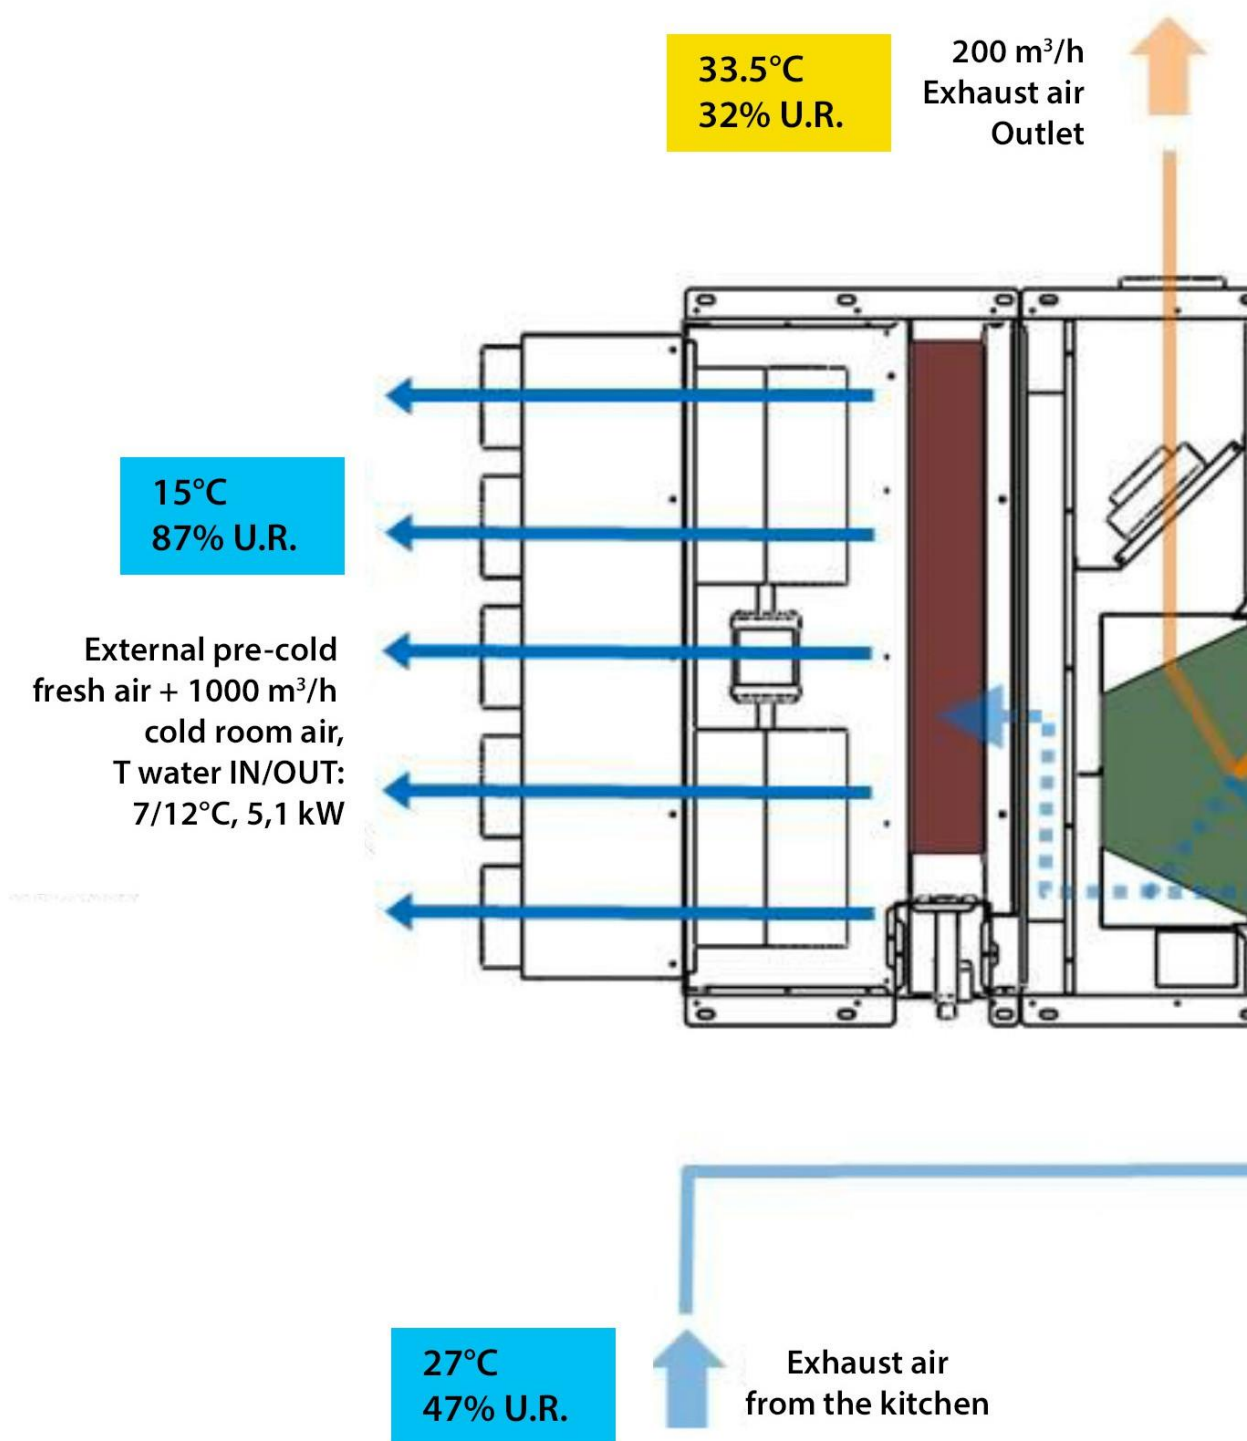 33.5°C
32% U.R.
200 m³/h
Exhaust air
Outlet
15°C
87% U.R.
External pre-cold
fresh air + 1000 m³/h
cold room air,
T water IN/OUT:
7/12°C, 5,1 kW
27°C
47% U.R.
Exhaust air
from the kitchen